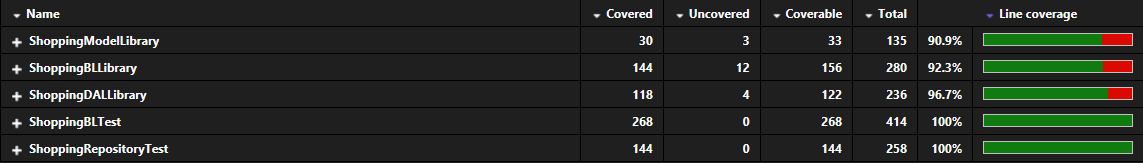 Name Covered Uncovered Coverable Total Line coverage
ShoppingModelLibrary 30 3 33 135 90.9%
ShoppingBLLibrary 144 12 156 280 92.3%
ShoppingDALLibrary 118 4 122 236 96.7%
ShoppingBLTest 268 0 268 414 100%
ShoppingRepositoryTest 144 0 144 258 100%